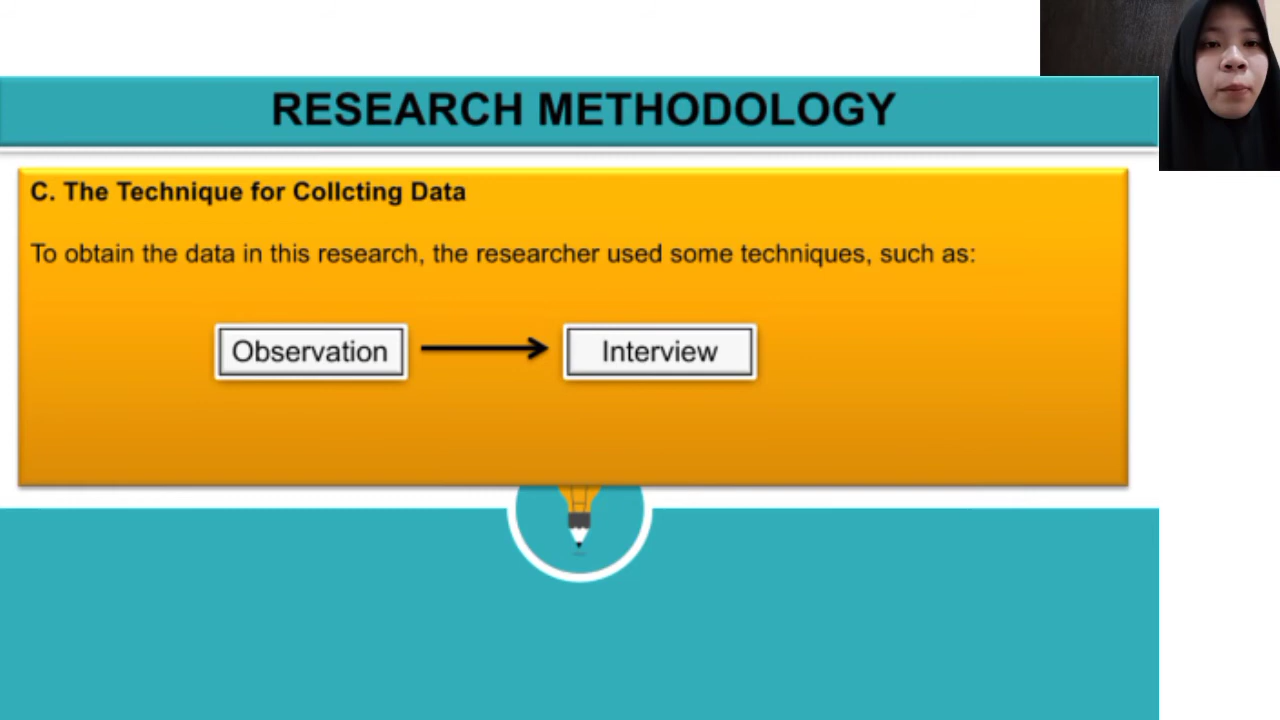 RESEARCH METHODOLOGY
C. The Technique for Collcting Data
To obtain the data in this research, the researcher used some techniques, such as:
Observation
Interview